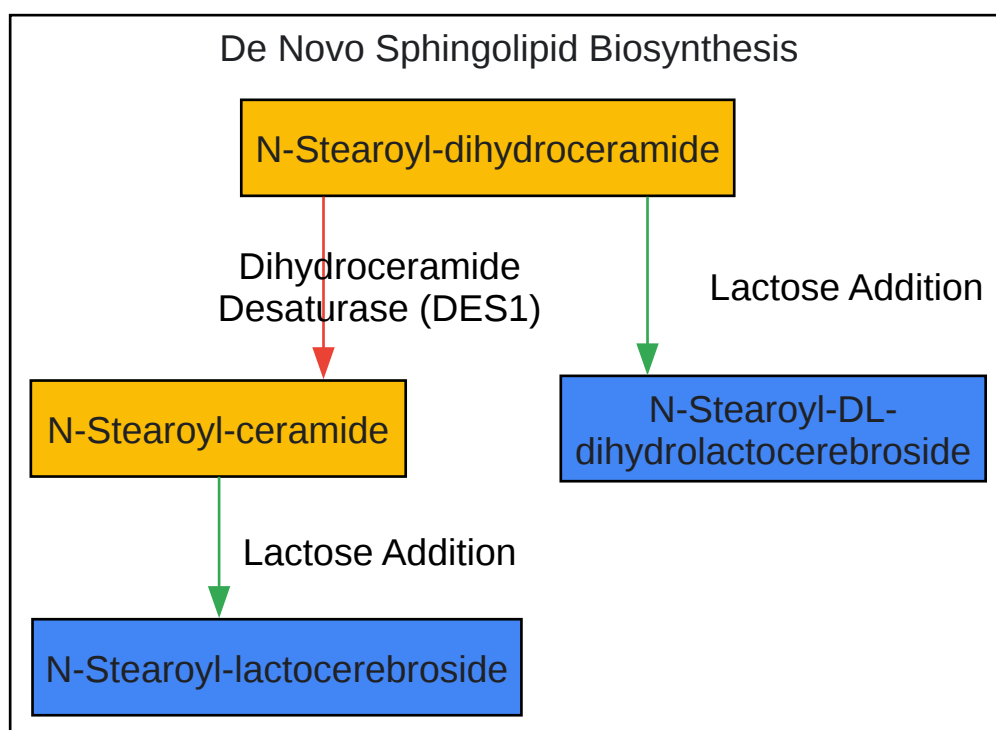 De Novo Sphingolipid Biosynthesis
N-Stearoyl-dihydroceramide
Dihydroceramide
Desaturase (DES1)
Lactose Addition
N-Stearoyl-ceramide
N-Stearoyl-DL-
dihydrolactocerebroside
Lactose Addition
N-Stearoyl-lactocerebroside